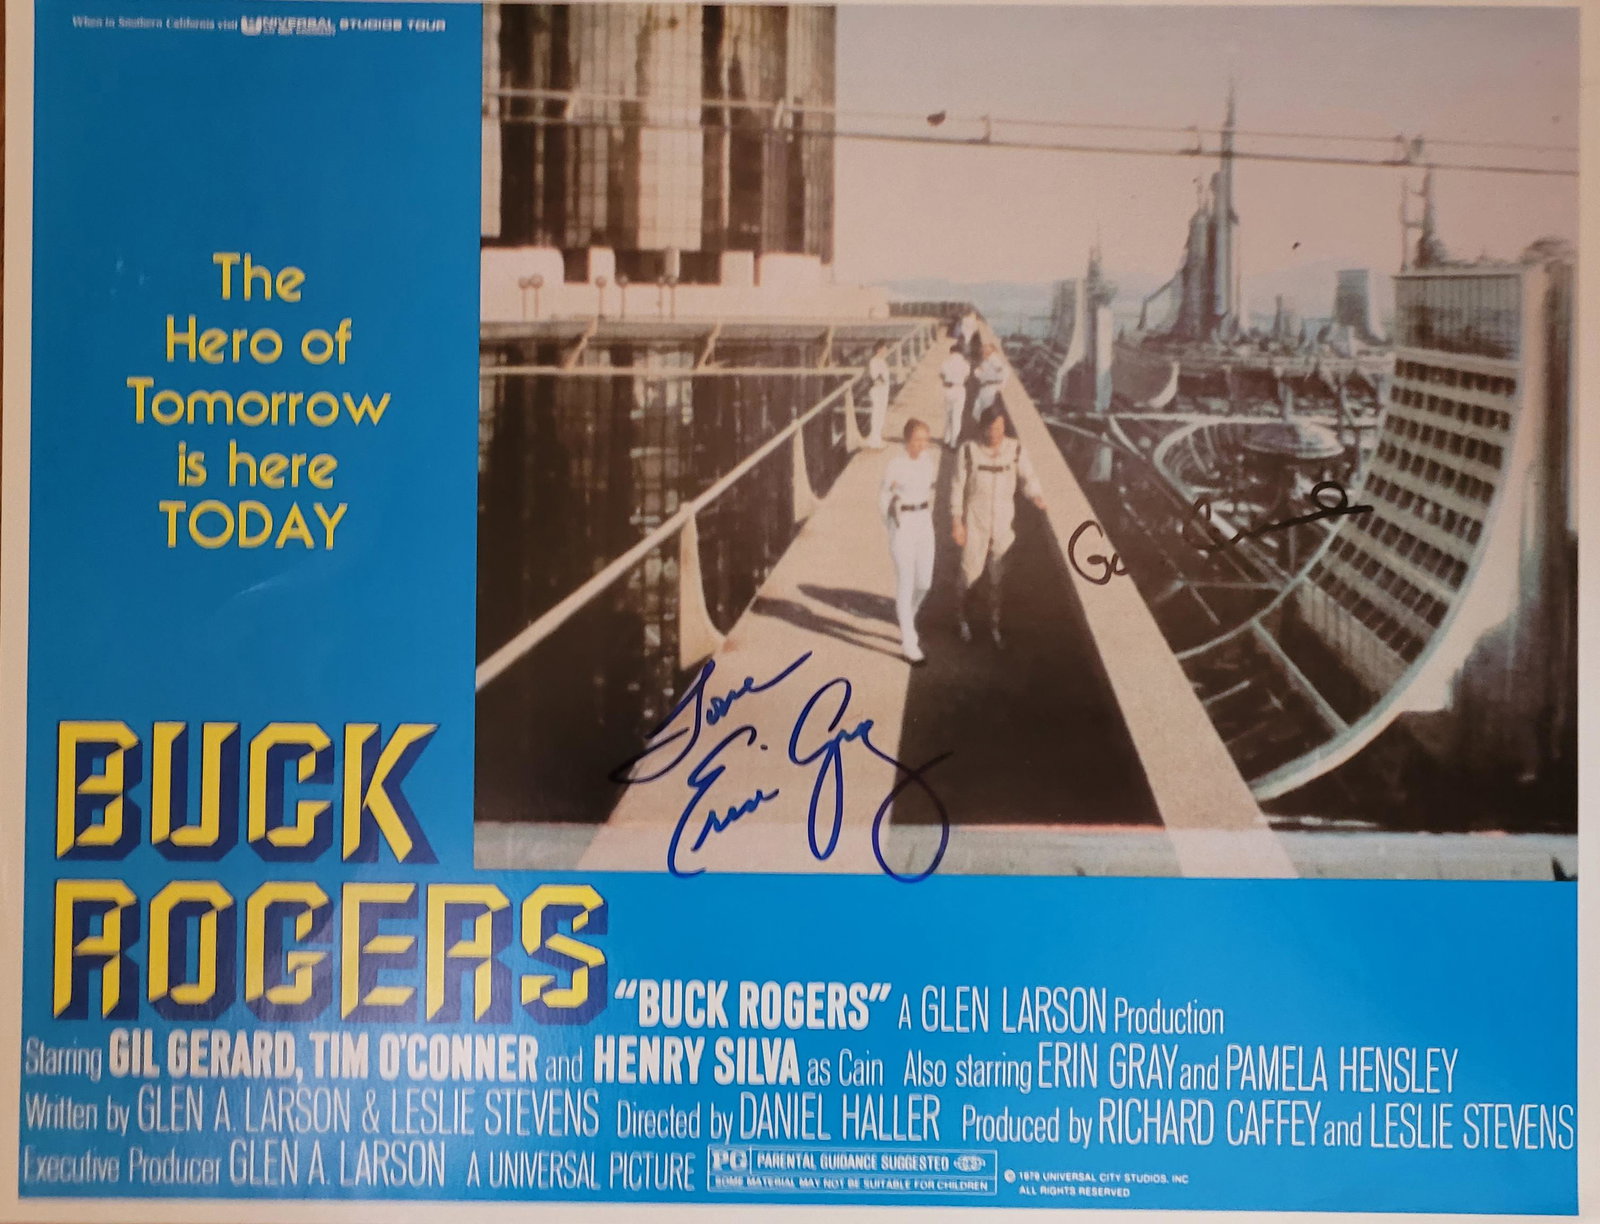 When in Southern California visit UNIVERSAL STUDIOS TOUR
The
Hero of
Tomorrow
is here
TODAY
Love
Erin Gray
BUCK
ROGERS
"BUCK ROGERS" A GLEN LARSON Production
Starring GIL GERARD, TIM O'CONNER and HENRY SILVA as Cain Also starring ERIN GRAY and PAMELA HENSLEY
Written by GLEN A. LARSON & LESLIE STEVENS Directed by DANIEL HALLER Produced by RICHARD CAFFEY and LESLIE STEVENS
Executive Producer GLEN A. LARSON A UNIVERSAL PICTURE
PG PARENTAL GUIDANCE SUGGESTED
SOME MATERIAL MAY NOT BE SUITABLE FOR CHILDREN
© 1979 UNIVERSAL CITY STUDIOS, INC
ALL RIGHTS RESERVED